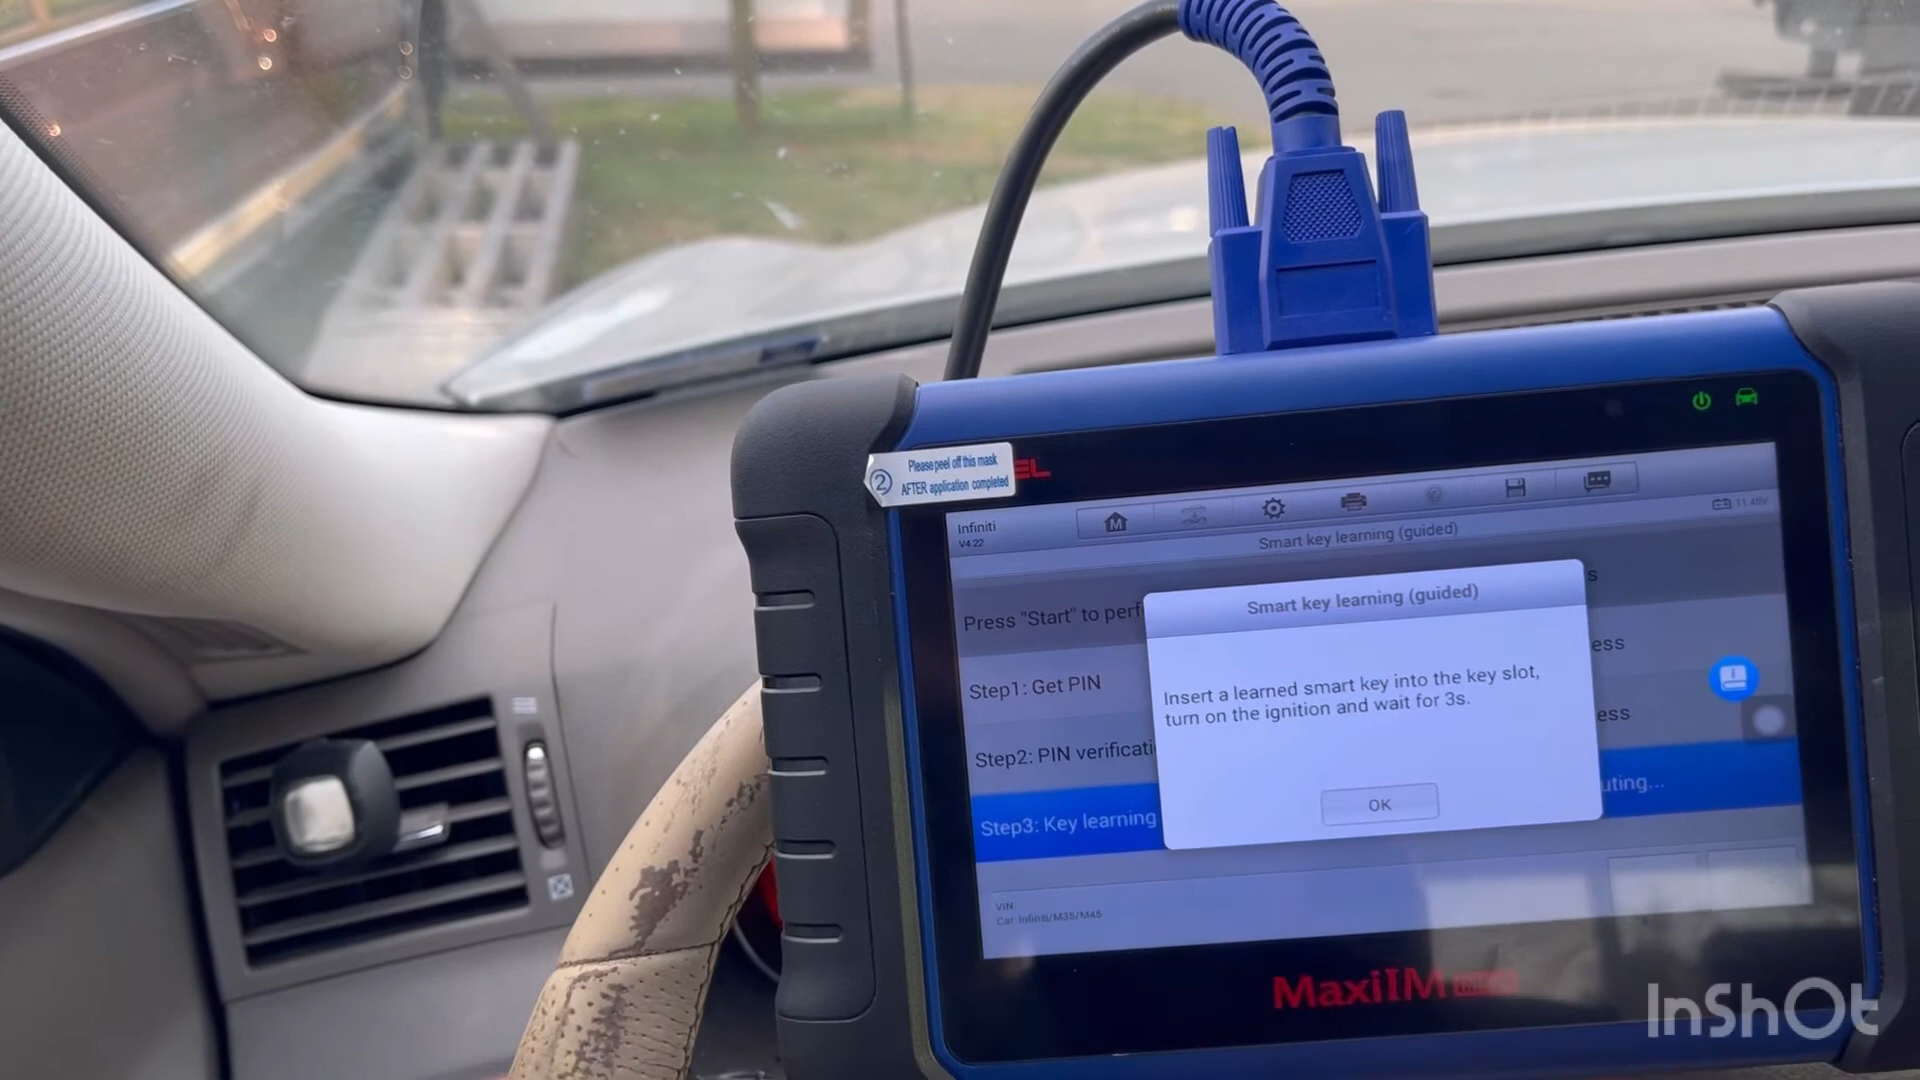 2
Please peel off this mask
AFTER application completed
EL
Infiniti
V4.22
M
11.45V
Smart key learning (guided)
Press "Start" to perf
s
Smart key learning (guided)
ess
Step1: Get PIN
Insert a learned smart key into the key slot,
turn on the ignition and wait for 3s.
ess
Step2: PIN verificati
uting...
Step3: Key learning
OK
VIN:
Car: Infiniti/M35/M45
MaxiIM
InShOt